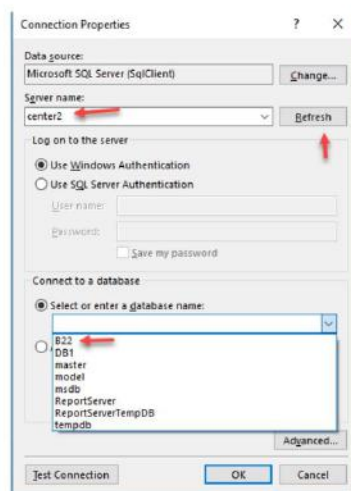 Connection Properties ? X
Data source:
Microsoft SQL Server (SqlClient)
Change...
Server name:
center2
Refresh
Log on to the server
Use Windows Authentication
Use SQL Server Authentication
User name:
Password:
Save my password
Connect to a database
Select or enter a database name:
B22
DB1
master
model
msdb
ReportServer
ReportServerTempDB
tempdb
Advanced...
Test Connection
OK
Cancel